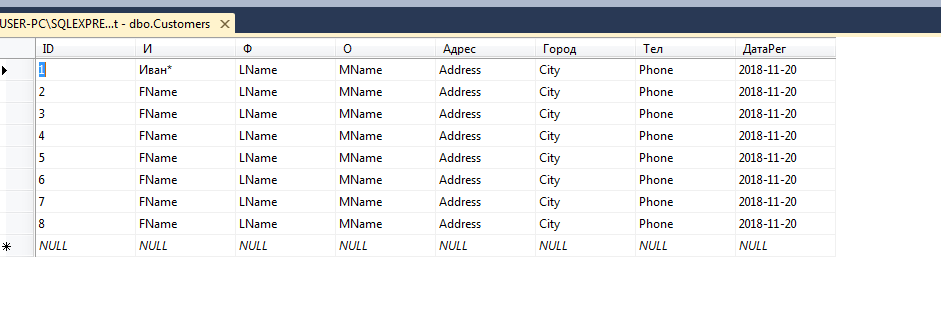 USER-PC\SQLEXPRE...t - dbo.Customers
ID И Ф О Адрес Город Тел ДатаРег
1 Иван* LName MName Address City Phone 2018-11-20
2 FName LName MName Address City Phone 2018-11-20
3 FName LName MName Address City Phone 2018-11-20
4 FName LName MName Address City Phone 2018-11-20
5 FName LName MName Address City Phone 2018-11-20
6 FName LName MName Address City Phone 2018-11-20
7 FName LName MName Address City Phone 2018-11-20
8 FName LName MName Address City Phone 2018-11-20
NULL NULL NULL NULL NULL NULL NULL NULL